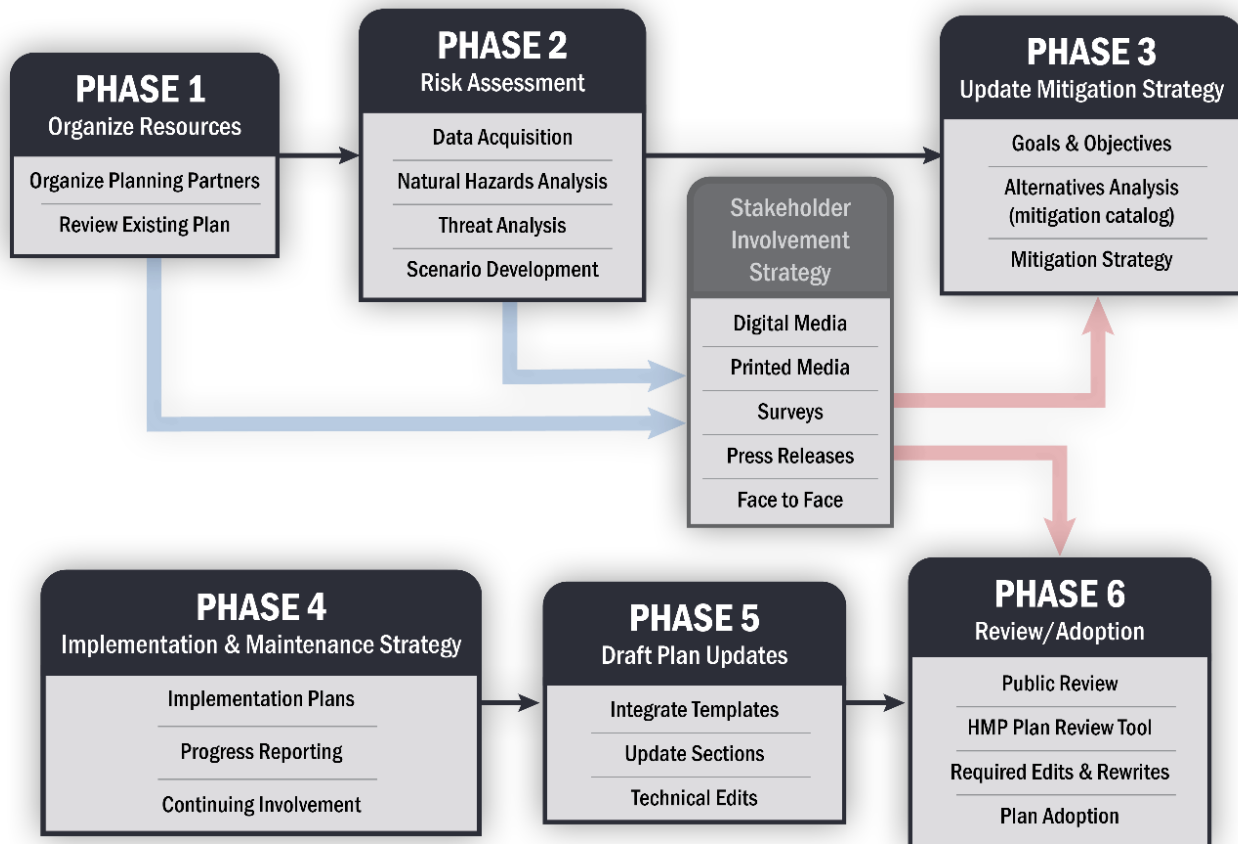 PHASE 1
Organize Resources
Organize Planning Partners
Review Existing Plan
PHASE 2
Risk Assessment
Data Acquisition
Natural Hazards Analysis
Threat Analysis
Scenario Development
PHASE 3
Update Mitigation Strategy
Goals & Objectives
Alternatives Analysis
(mitigation catalog)
Mitigation Strategy
Stakeholder
Involvement
Strategy
Digital Media
Printed Media
Surveys
Press Releases
Face to Face
PHASE 4
Implementation & Maintenance Strategy
Implementation Plans
Progress Reporting
Continuing Involvement
PHASE 5
Draft Plan Updates
Integrate Templates
Update Sections
Technical Edits
PHASE 6
Review/Adoption
Public Review
HMP Plan Review Tool
Required Edits & Rewrites
Plan Adoption